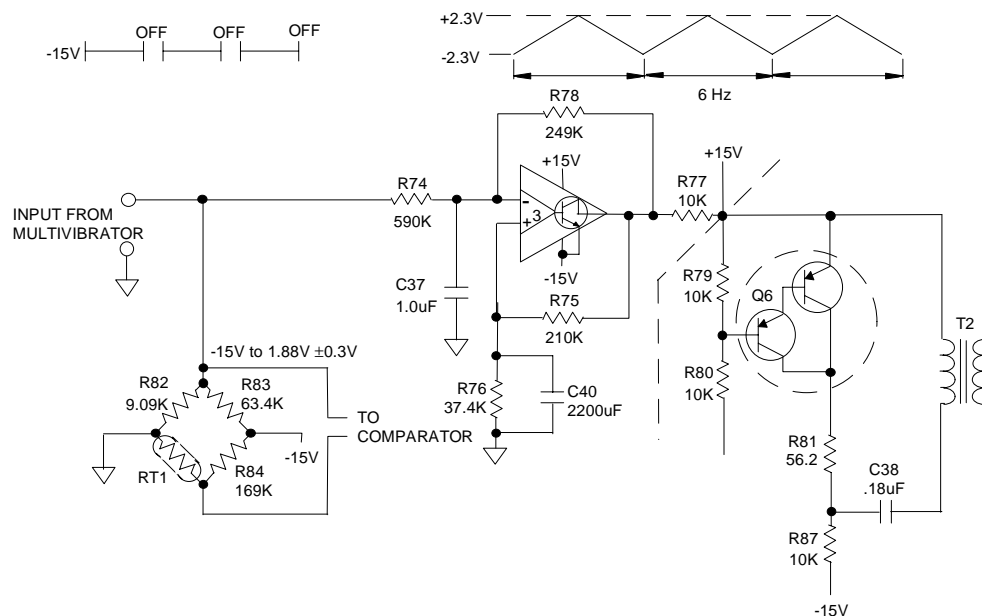 OFF
OFF
OFF
-15V
+2.3V
-2.3V
6 Hz
R78
249K
+15V
R74
590K
-
+
3
-15V
R77
10K
+15V
INPUT FROM
MULTIVIBRATOR
C37
1.0uF
R75
210K
R79
10K
Q6
T2
-15V to 1.88V ±0.3V
R82
9.09K
R83
63.4K
TO
COMPARATOR
-15V
R76
37.4K
C40
2200uF
R80
10K
RT1
R84
169K
R81
56.2
C38
.18uF
R87
10K
-15V